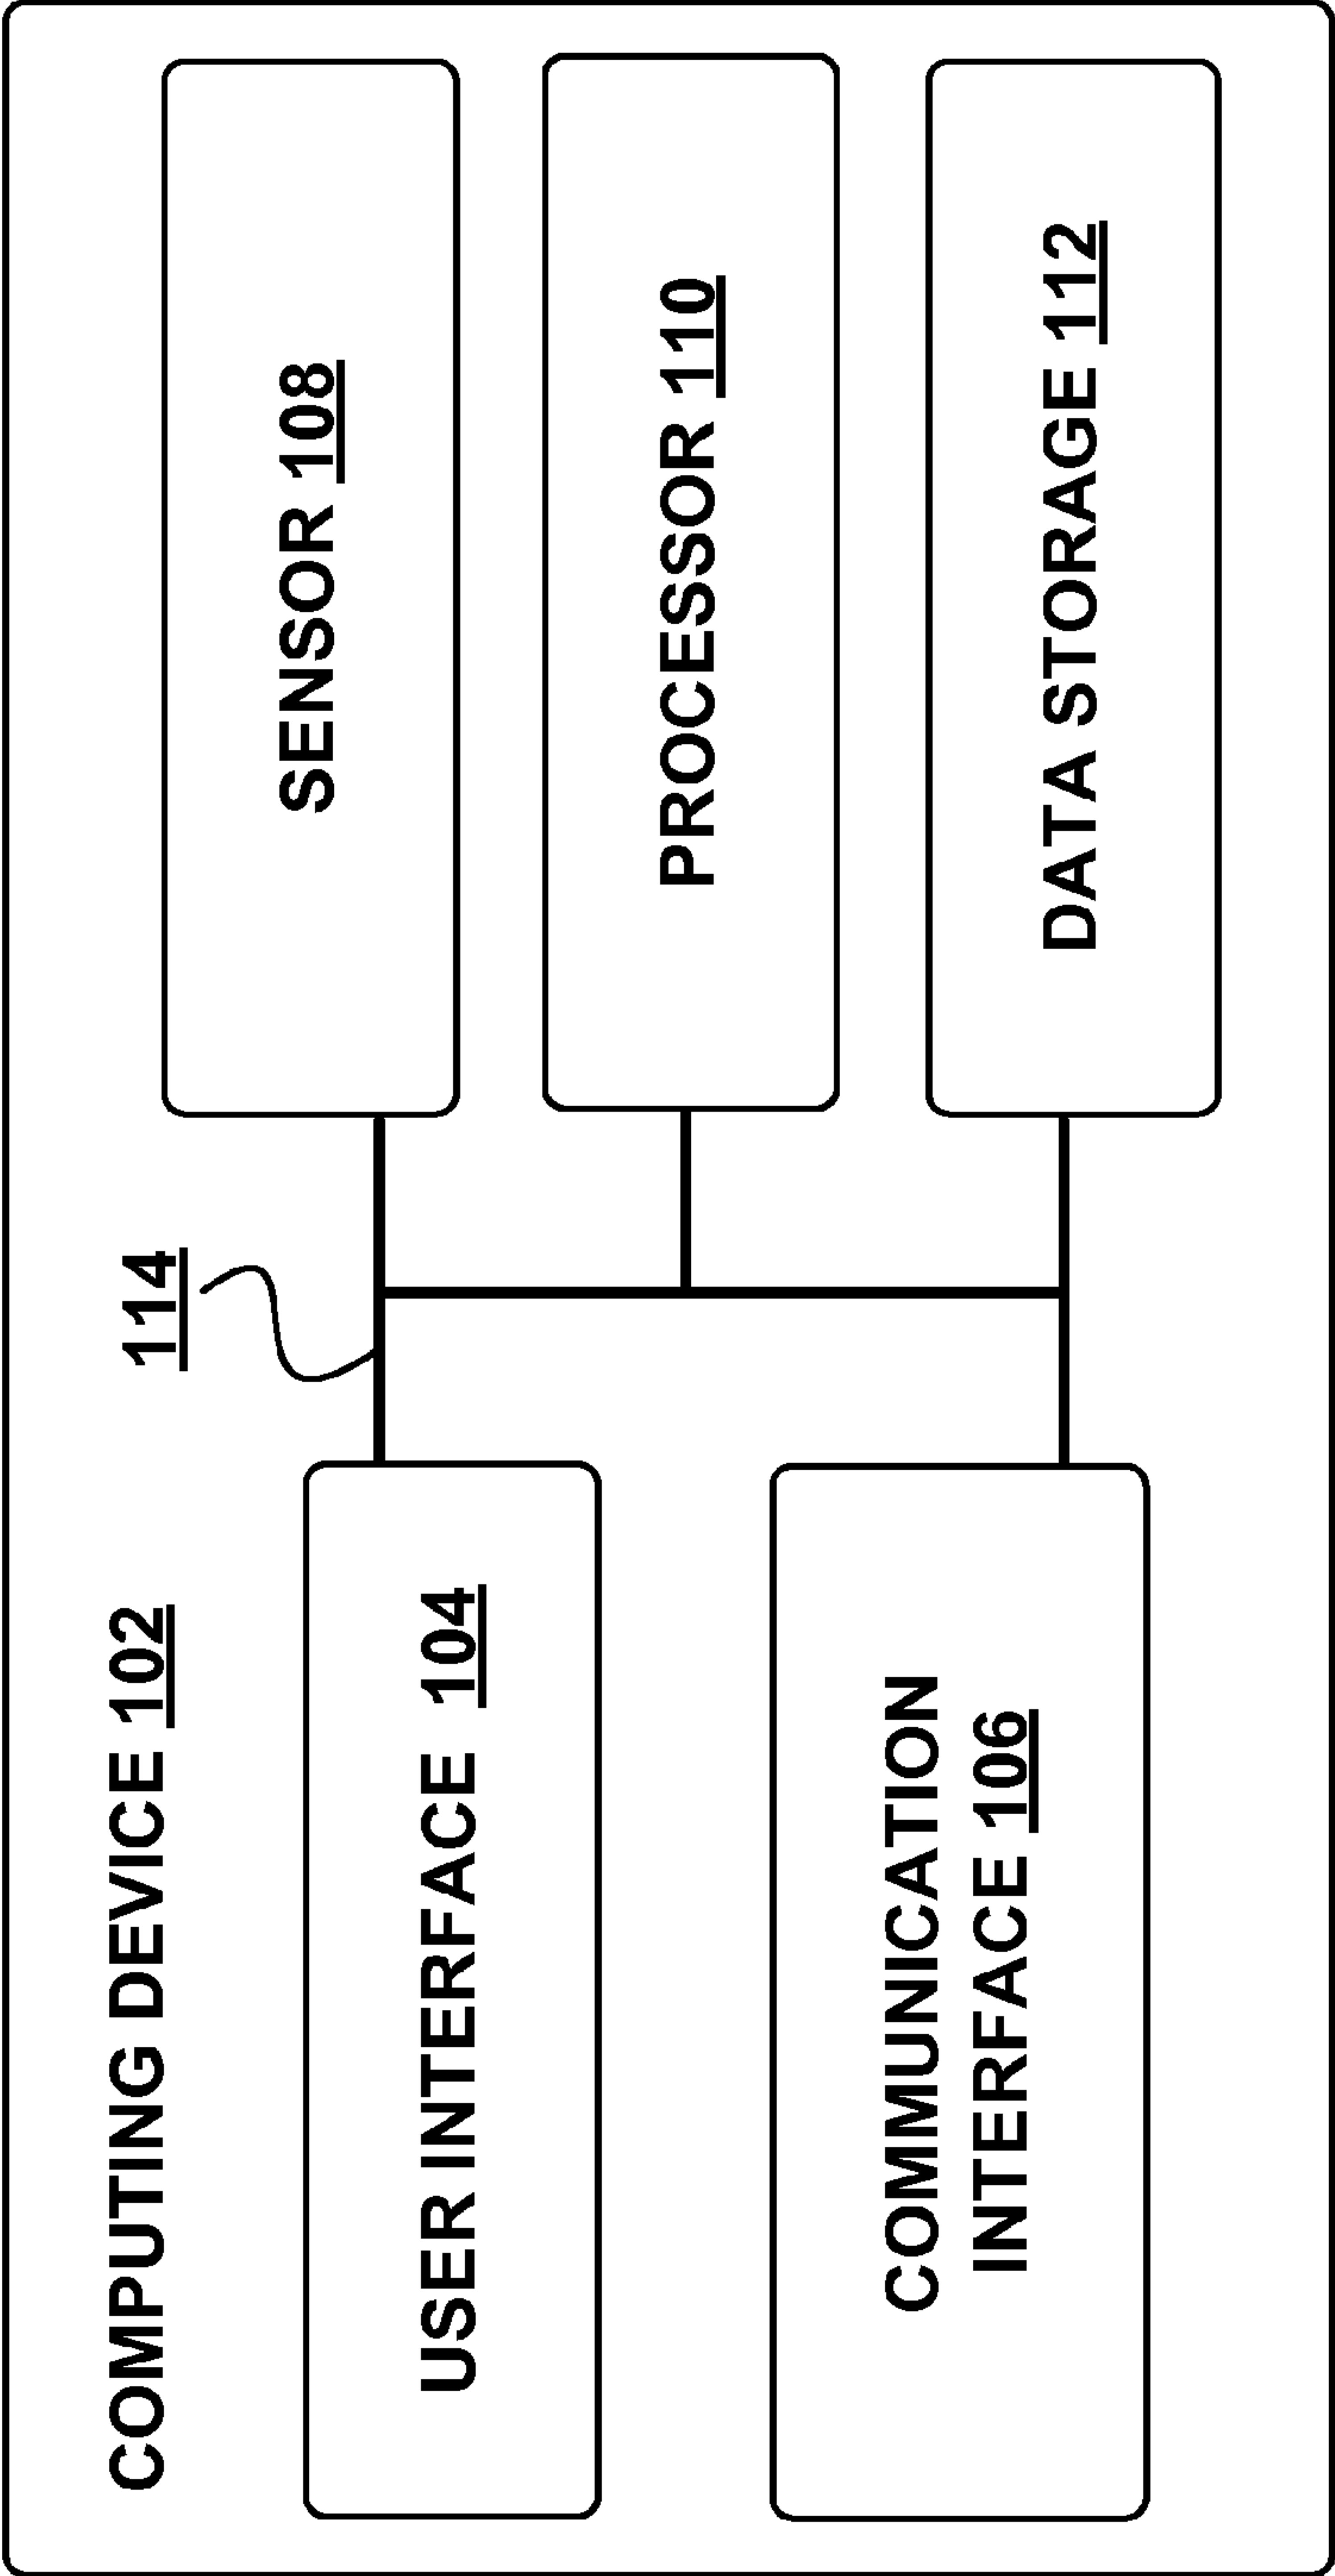 COMPUTING DEVICE 102
114
USER INTERFACE 104
COMMUNICATION
INTERFACE 106
SENSOR 108
PROCESSOR 110
DATA STORAGE 112